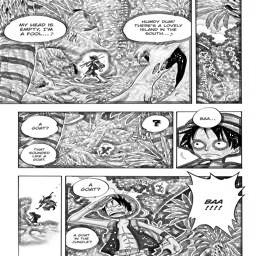 MY HEAD IS
EMPTY, I'M
A FOOL...♪
HUMDY DUM!
THERE'S A LOVELY
ISLAND IN THE
SOUTH...♪
A GOAT?
THAT
SOUNDED
LIKE A
GOAT.
?
BAA...
A
GOAT?
A GOAT
IN THE
JUNGLE?
BAA
!!!!